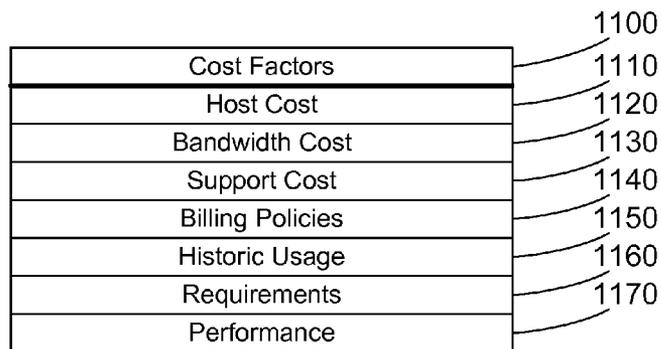 1100
Cost Factors
1110
Host Cost
1120
Bandwidth Cost
1130
Support Cost
1140
Billing Policies
1150
Historic Usage
1160
Requirements
1170
Performance